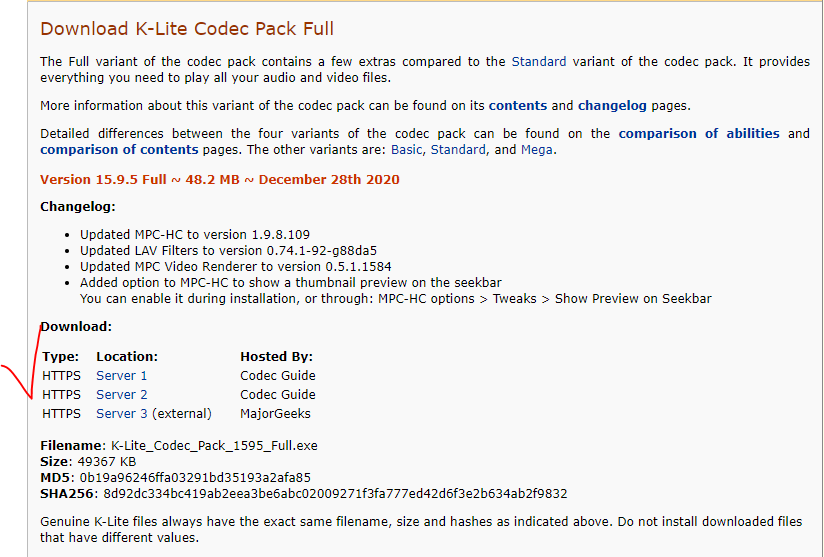 Download K-Lite Codec Pack Full
The Full variant of the codec pack contains a few extras compared to the Standard variant of the codec pack. It provides
everything you need to play all your audio and video files.
More information about this variant of the codec pack can be found on its contents and changelog pages.
Detailed differences between the four variants of the codec pack can be found on the comparison of abilities and
comparison of contents pages. The other variants are: Basic, Standard, and Mega.
Version 15.9.5 Full ~ 48.2 MB ~ December 28th 2020
Changelog:
• Updated MPC-HC to version 1.9.8.109
• Updated LAV Filters to version 0.74.1-92-g88da5
• Updated MPC Video Renderer to version 0.5.1.1584
• Added option to MPC-HC to show a thumbnail preview on the seekbar
You can enable it during installation, or through: MPC-HC options > Tweaks > Show Preview on Seekbar
Download:
Type: Location: Hosted By:
HTTPS Server 1 Codec Guide
HTTPS Server 2 Codec Guide
HTTPS Server 3 (external) MajorGeeks
Filename: K-Lite_Codec_Pack_1595_Full.exe
Size: 49367 KB
MD5: 0b19a96246ffa03291bd35193a2afa85
SHA256: 8d92dc334bc419ab2eea3be6abc02009271f3fa777ed42d6f3e2b634ab2f9832
Genuine K-Lite files always have the exact same filename, size and hashes as indicated above. Do not install downloaded files
that have different values.